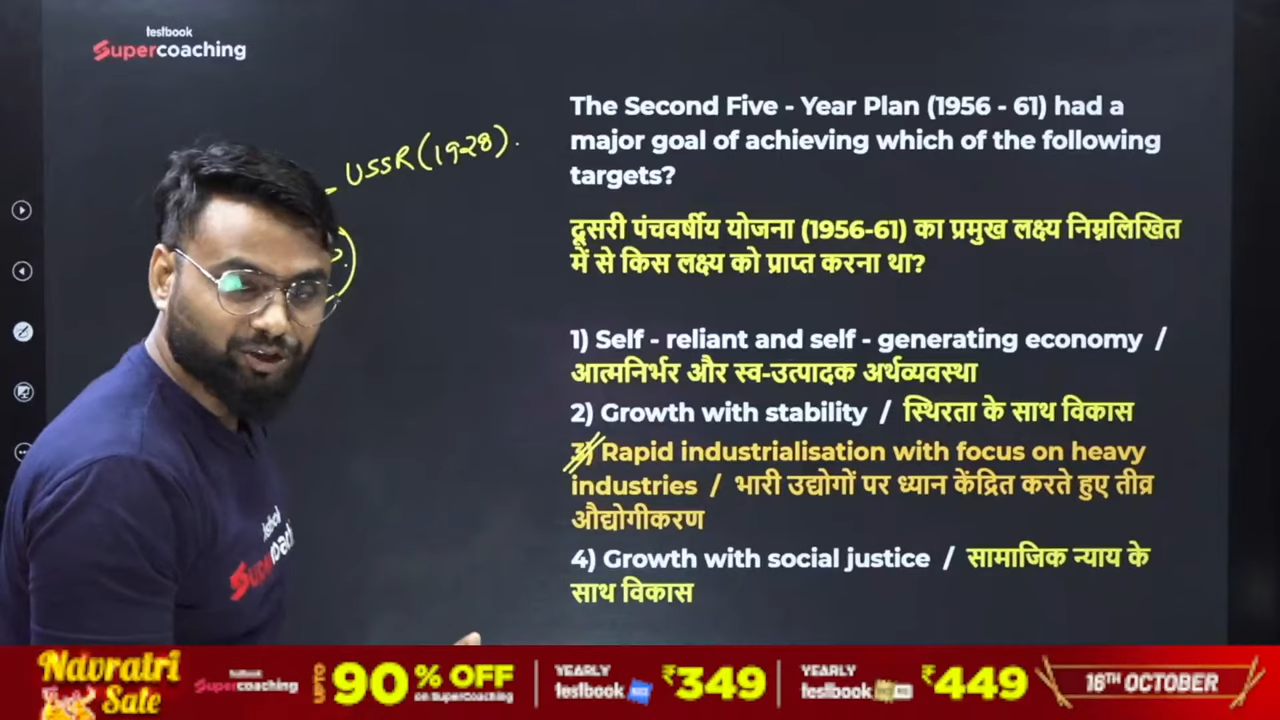 testbook
Supercoaching
USSR (1928).
The Second Five - Year Plan (1956 - 61) had a
major goal of achieving which of the following
targets?
दूसरी पंचवर्षीय योजना (1956-61) का प्रमुख लक्ष्य निम्नलिखित
में से किस लक्ष्य को प्राप्त करना था?
1) Self - reliant and self - generating economy / 
आत्मनिर्भर और स्व-उत्पादक अर्थव्यवस्था
2) Growth with stability / स्थिरता के साथ विकास
3) Rapid industrialisation with focus on heavy
industries / भारी उद्योगों पर ध्यान केंद्रित करते हुए तीव्र
औद्योगीकरण
4) Growth with social justice / सामाजिक न्याय के
साथ विकास
Navratri
Sale
testbook
Supercoaching
UPTO 90% OFF
on Supercoaching
YEARLY
testbook
₹349
YEARLY
testbook
₹449
16TH OCTOBER